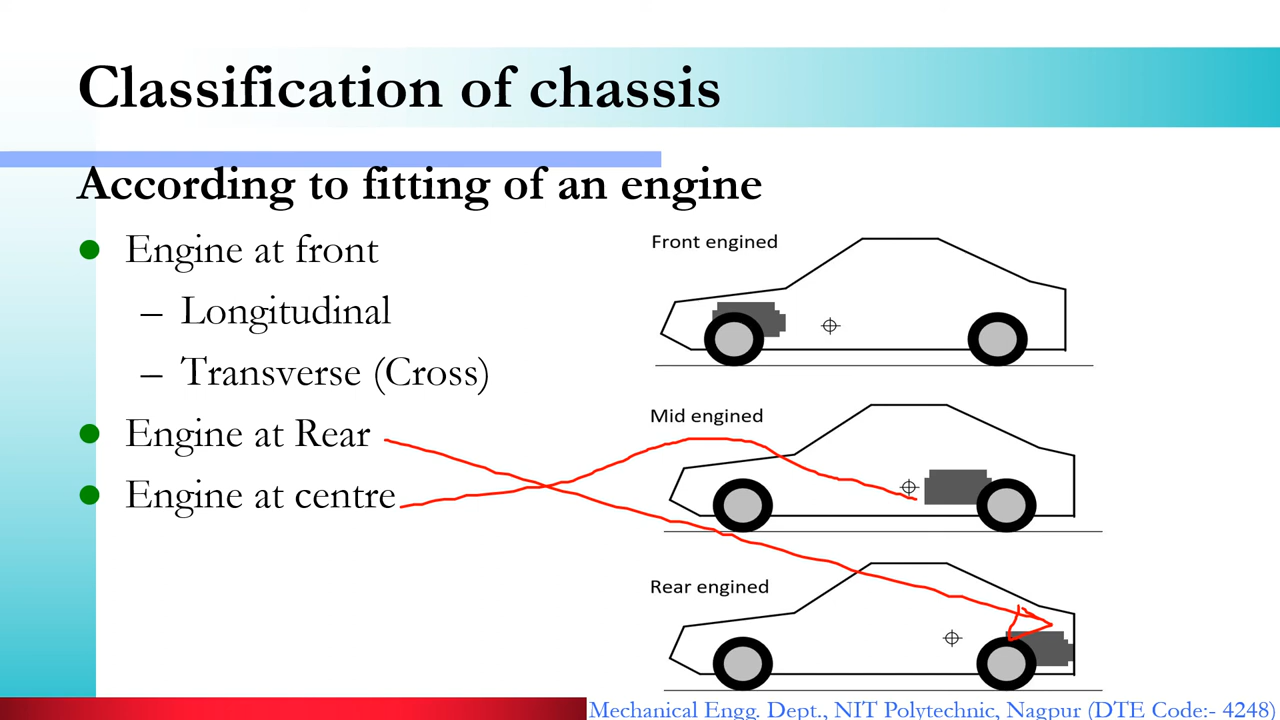 Classification of chassis
According to fitting of an engine
● Engine at front
– Longitudinal
– Transverse (Cross)
● Engine at Rear
● Engine at centre
Front engined
Mid engined
Rear engined
Mechanical Engg. Dept., NIT Polytechnic, Nagpur (DTE Code:- 4248)